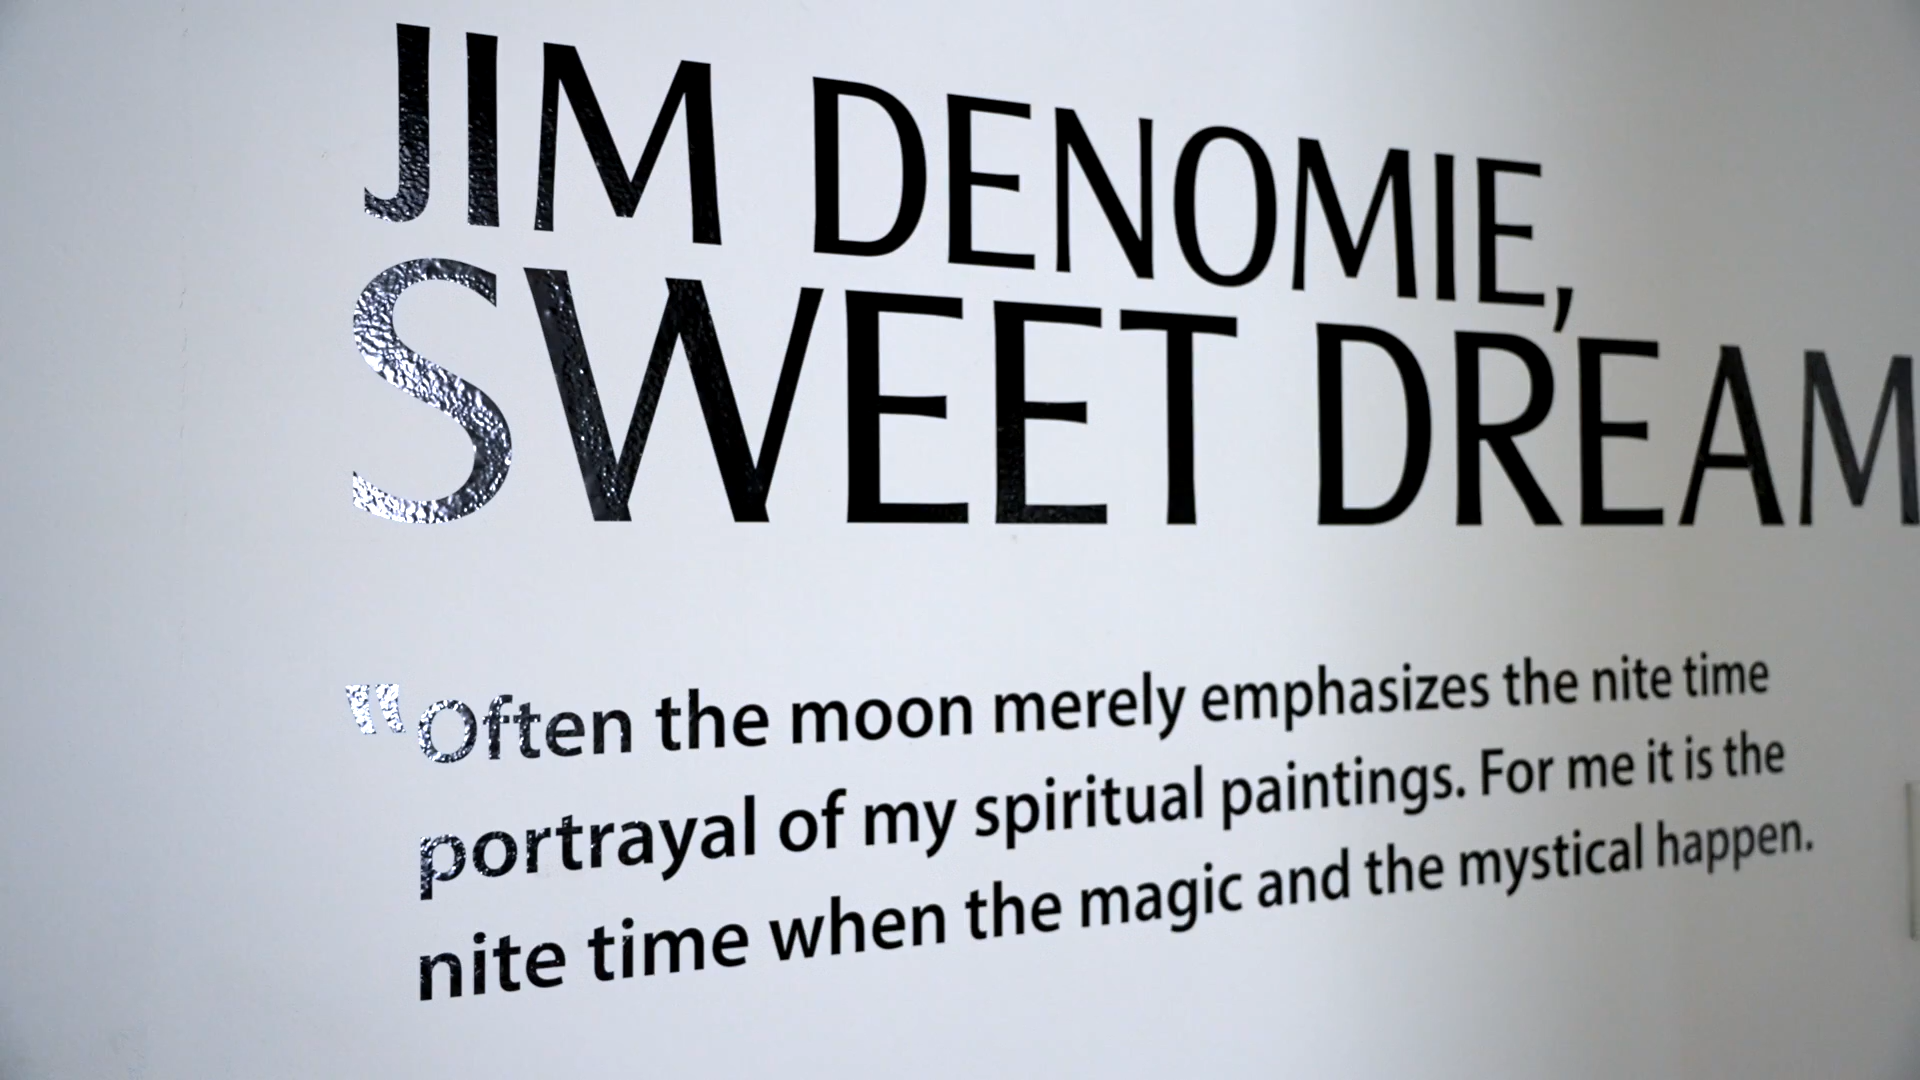 JIM DENOMIE,
SWEET DREAM
“Often the moon merely emphasizes the nite time
portrayal of my spiritual paintings. For me it is the
nite time when the magic and the mystical happen.